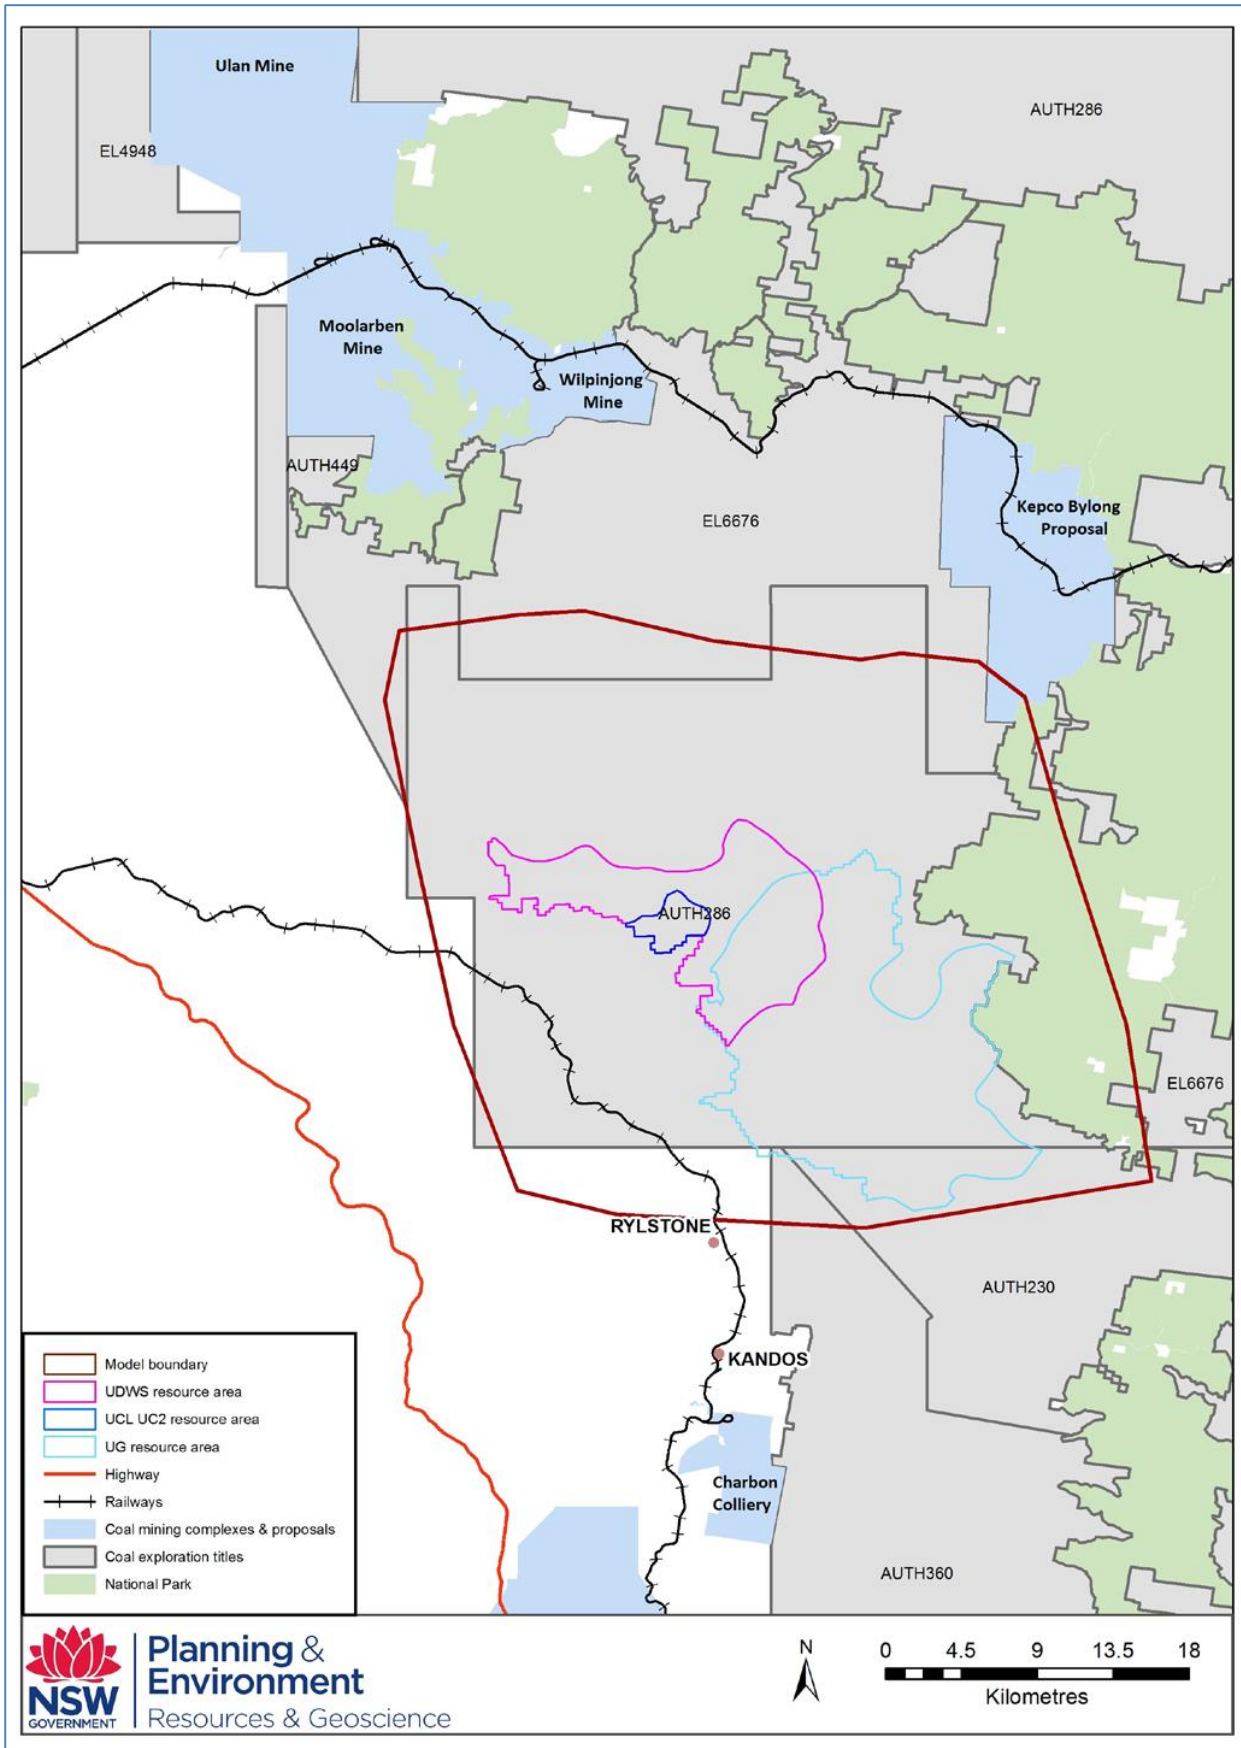 Ulan Mine
AUTH286
EL4948
Moolarben
Mine
Wilpinjong
Mine
AUTH449
EL6676
Kepco Bylong
Proposal
AUTH286
EL6676
RYLSTONE
AUTH230
KANDOS
Charbon
Colliery
AUTH360
Model boundary
UDWS resource area
UCL UC2 resource area
UG resource area
Highway
Railways
Coal mining complexes & proposals
Coal exploration titles
National Park
NSW
GOVERNMENT
Planning &
Environment
Resources & Geoscience
N
0 4.5 9 13.5 18
Kilometres